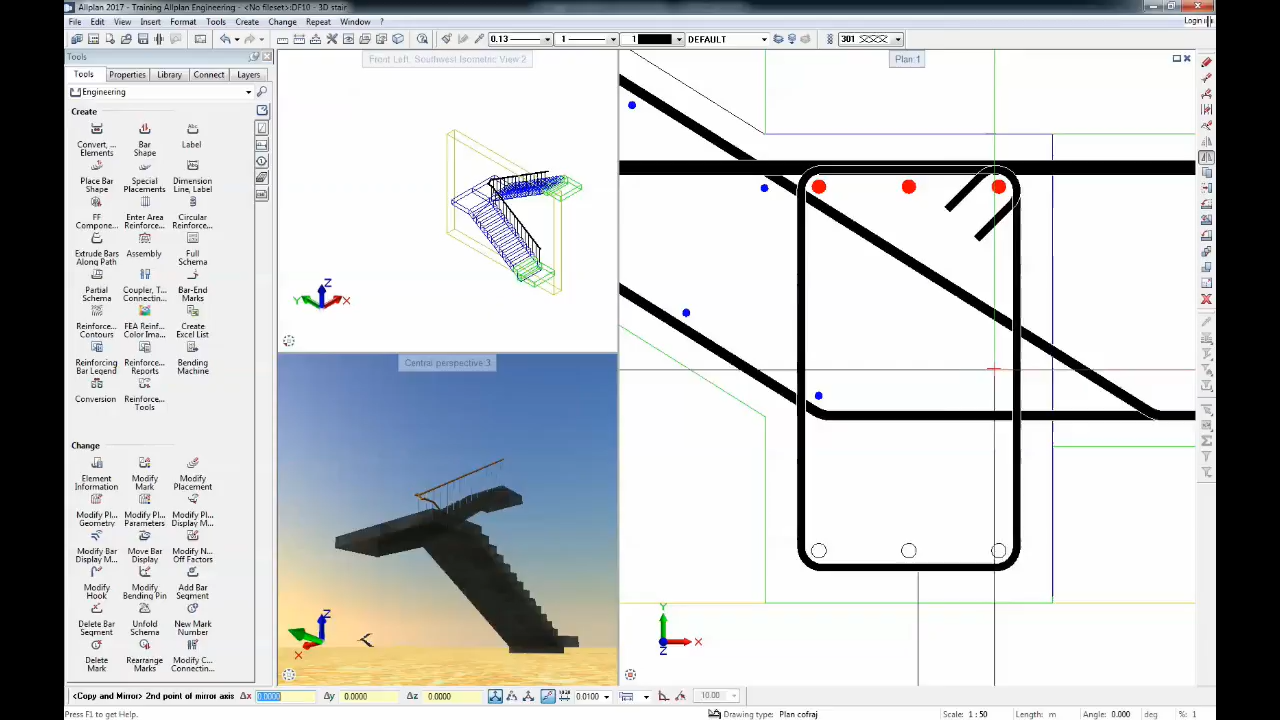 Allplan 2017 - Training Allplan Engineering - <No fileset>:DF10 - 3D stair
File Edit View Insert Format Tools Create Change Repeat Window ?
Login
0.13 1 1 DEFAULT 301
Tools
Tools Properties Library Connect Layers
Engineering
Create
Convert, ... Elements
Bar Shape
Label
Place Bar Shape
Special Placements
Dimension Line, Label
FF Compone...
Enter Area Reinforce...
Circular Reinforce...
Extrude Bars Along Path
Assembly
Full Schema
Partial Schema
Coupler, T... Connectin...
Bar-End Marks
Reinforce... Contours
FEA Reinf... Color Ima...
Create Excel List
Reinforcing Bar Legend
Reinforce... Reports
Bending Machine
Conversion
Reinforce... Tools
Change
Element Information
Modify Mark
Modify Placement
Modify Pl... Geometry
Modify Pl... Parameters
Modify Pl... Display M...
Modify Bar Display M...
Move Bar Display
Modify N... Off Factors
Modify Hook
Modify Bending Pin
Add Bar Segment
Delete Bar Segment
Unfold Schema
New Mark Number
Delete Mark
Rearrange Marks
Modify C... Connectin...
Front Left, Southwest Isometric View:2
Z
Y X
Central perspective:3
Z
X
Plan:1
Y
X
Z
<Copy and Mirror> 2nd point of mirror axis Δx 0.0000 Δy 0.0000 Δz 0.0000 0.0100 10.00
Press F1 to get Help. Drawing type: Plan cofraj Scale: 1 : 50 Length: m Angle: 0.000 deg %: 1